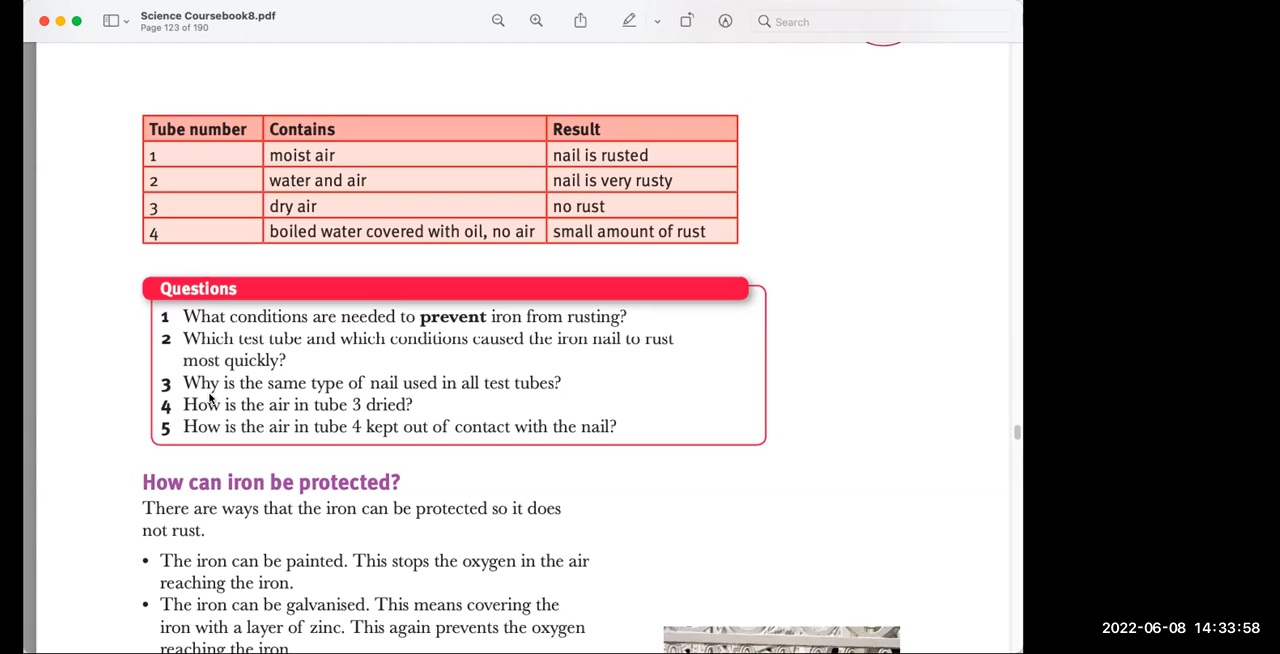 Science Coursebook8.pdf
Page 123 of 190
Search
Tube number Contains Result
1 moist air nail is rusted
2 water and air nail is very rusty
3 dry air no rust
4 boiled water covered with oil, no air small amount of rust
Questions
1 What conditions are needed to prevent iron from rusting?
2 Which test tube and which conditions caused the iron nail to rust
most quickly?
3 Why is the same type of nail used in all test tubes?
4 How is the air in tube 3 dried?
5 How is the air in tube 4 kept out of contact with the nail?
How can iron be protected?
There are ways that the iron can be protected so it does
not rust.
• The iron can be painted. This stops the oxygen in the air
reaching the iron.
• The iron can be galvanised. This means covering the
iron with a layer of zinc. This again prevents the oxygen
reaching the iron
2022-06-08 14:33:58